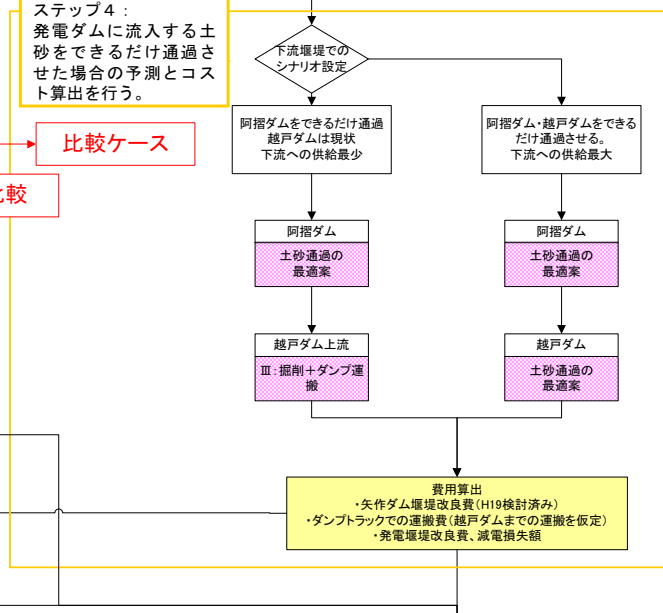 ステップ4：
発電ダムに流入する土
砂をできるだけ通過さ
せた場合の予測とコス
ト算出を行う。
下流堰堤での
シナリオ設定
比較ケース
比較
阿摺ダムをできるだけ通過
越戸ダムは現状
下流への供給最少
阿摺ダム・越戸ダムをできる
だけ通過させる。
下流への供給最大
阿摺ダム
土砂通過の
最適案
阿摺ダム
土砂通過の
最適案
越戸ダム上流
Ⅲ：掘削＋ダンプ運
搬
越戸ダム
土砂通過の
最適案
費用算出
・矢作ダム堰堤改良費(H19検討済み)
・ダンプトラックでの運搬費(越戸ダムまでの運搬を仮定)
・発電堰堤改良費、減電損失額